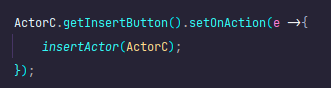 ActorC.getInsertButton().setOnAction(e ->{
    insertActor(ActorC);
});